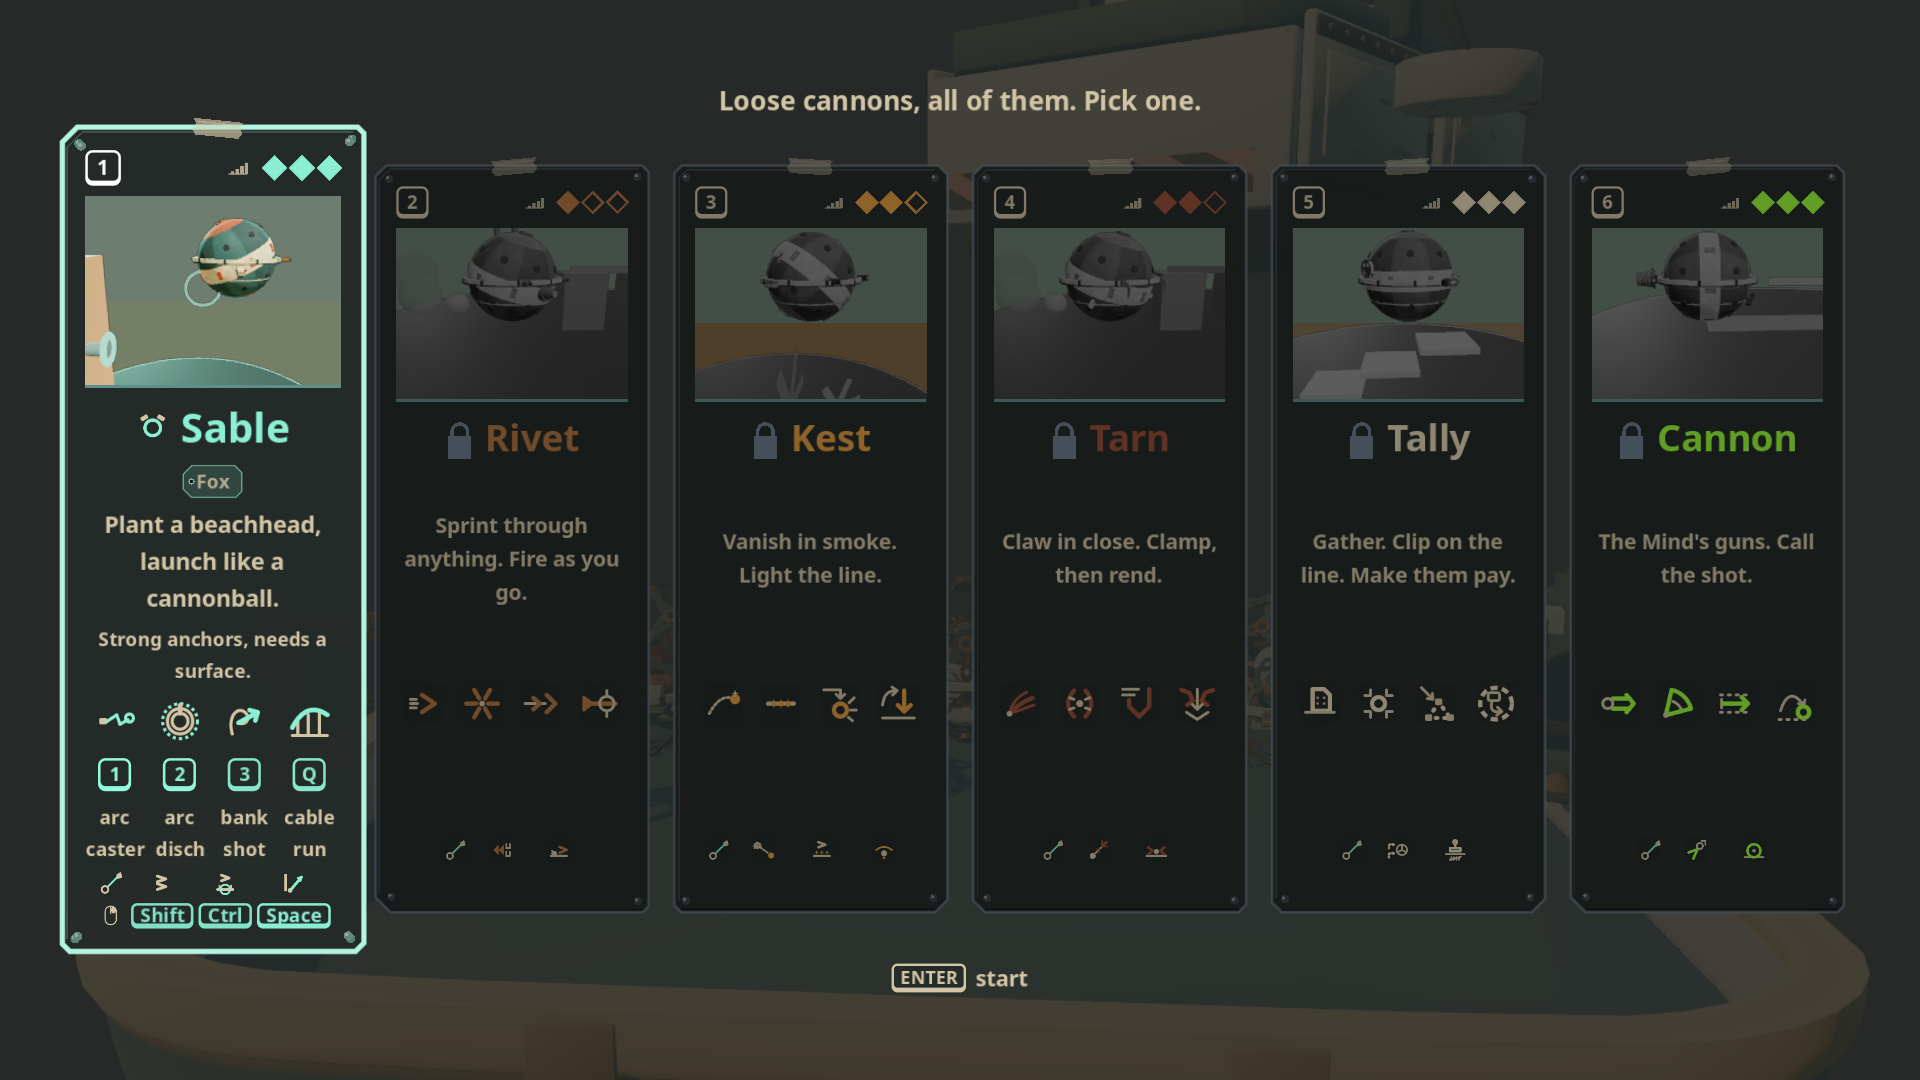 Loose cannons, all of them. Pick one.
1
Sable
Fox
Plant a beachhead,
launch like a
cannonball.
Strong anchors, needs a
surface.
1 2 3 Q
arc arc bank cable
caster disch shot run
Shift Ctrl Space
2
Rivet
Sprint through
anything. Fire as you
go.
3
Kest
Vanish in smoke.
Light the line.
4
Tarn
Claw in close. Clamp,
then rend.
5
Tally
Gather. Clip on the
line. Make them pay.
6
Cannon
The Mind's guns. Call
the shot.
ENTER start